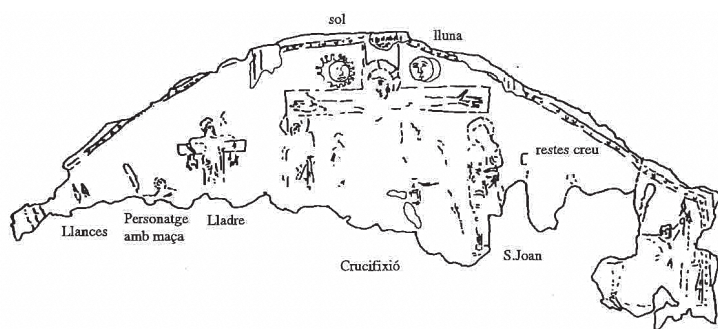 sol
lluna
restes creu
Llances
Personatge
amb maça
Lladre
Crucifixió
S.Joan